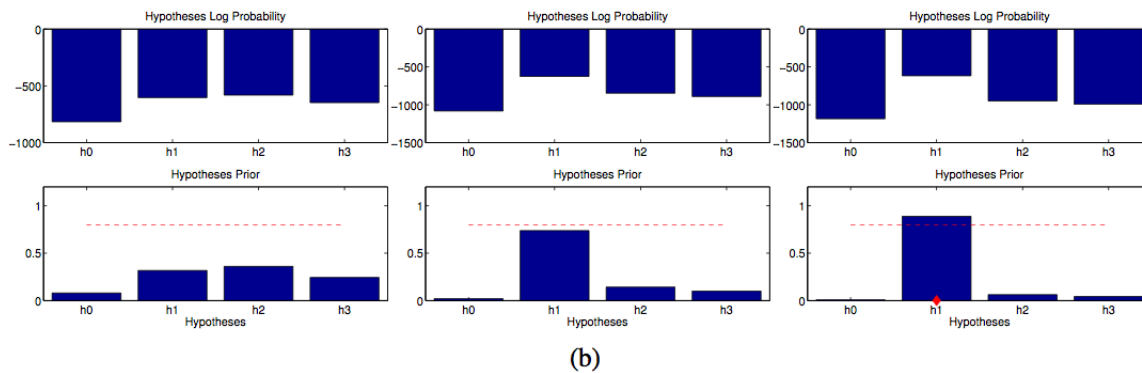 Hypotheses Log Probability
0
−500
−1000
h0 h1 h2 h3
Hypotheses Log Probability
0
−500
−1000
−1500
h0 h1 h2 h3
Hypotheses Log Probability
0
−500
−1000
−1500
h0 h1 h2 h3
Hypotheses Prior
1
0.5
0
h0 h1 h2 h3
Hypotheses
Hypotheses Prior
1
0.5
0
h0 h1 h2 h3
Hypotheses Prior
1
0.5
0
h0 h1 h2 h3
Hypotheses
(b)